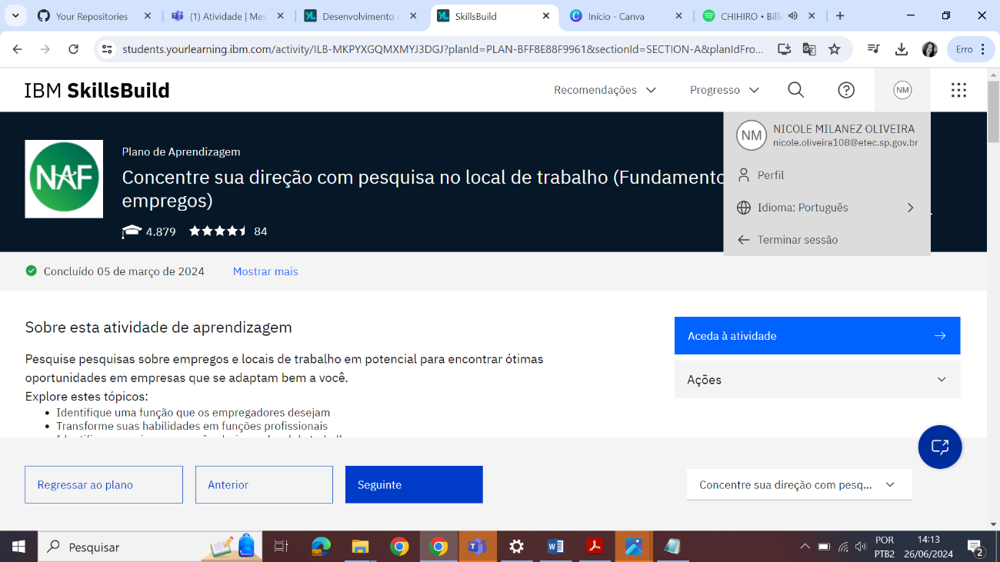 Your Repositories
(1) Atividade | Mes
Desenvolvimento
SkillsBuild
Início - Canva
CHIHIRO • Billi
students.yourlearning.ibm.com/activity/ILB-MKPYXGQMXMYJ3DGJ?planId=PLAN-BFF8E88F9961&sectionId=SECTION-A&planIdFro...
Erro
IBM SkillsBuild
Recomendações
Progresso
NM
NM
NICOLE MILANEZ OLIVEIRA
nicole.oliveira108@etec.sp.gov.br
Perfil
Idioma: Português
Terminar sessão
NAF
Plano de Aprendizagem
Concentre sua direção com pesquisa no local de trabalho (Fundamento
empregos)
4.879
84
Concluído 05 de março de 2024
Mostrar mais
Sobre esta atividade de aprendizagem
Pesquise pesquisas sobre empregos e locais de trabalho em potencial para encontrar ótimas
oportunidades em empresas que se adaptam bem a você.
Explore estes tópicos:
• Identifique uma função que os empregadores desejam
• Transforme suas habilidades em funções profissionais
Aceda à atividade
Ações
Regressar ao plano
Anterior
Seguinte
Concentre sua direção com pesq...
Pesquisar
POR
PTB2
14:13
26/06/2024
2